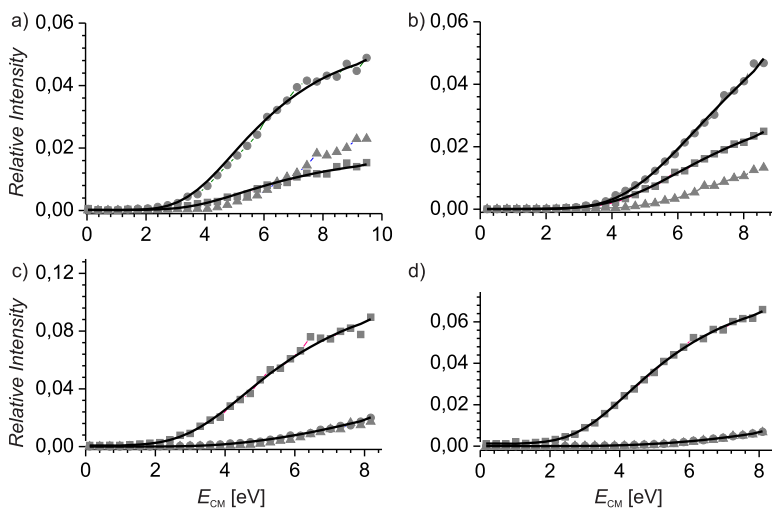 a) 0,06
b) 0,06
Relative Intensity
0,04
0,04
0,02
0,02
0,00
0,00
0 2 4 6 8 10
0 2 4 6 8
c) 0,12
d)
Relative Intensity
0,08
0,06
0,04
0,04
0,02
0,00
0,00
0 2 4 6 8
0 2 4 6 8
E_CM [eV]
E_CM [eV]